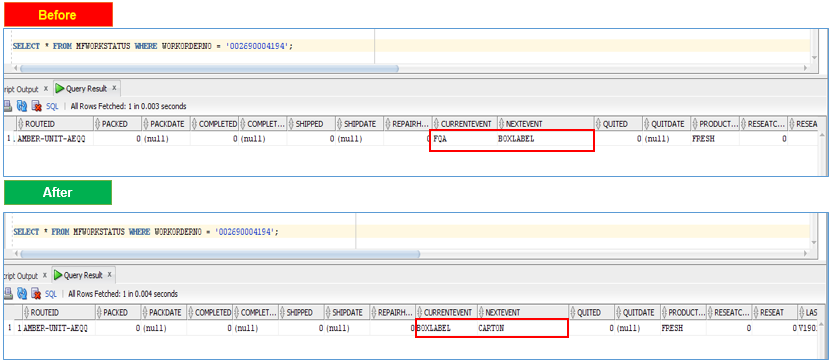 Before
SELECT * FROM MFWORKSTATUS WHERE WORKORDERNO = '002690004194';
ript Output x Query Result x
SQL | All Rows Fetched: 1 in 0.003 seconds
ROUTEID PACKED PACKDATE COMPLETED COMPLET... SHIPPED SHIPDATE REPAIRH... CURRENTEVENT NEXTEVENT QUITED QUITDATE PRODUCT... RESEATC... RESEA
1 . AMBER-UNIT-AEQQ 0 (null) 0 (null) 0 (null) 0 FQA BOXLABEL 0 (null) FRESH 0
After
SELECT * FROM MFWORKSTATUS WHERE WORKORDERNO = '002690004194';
cript Output x Query Result x
SQL | All Rows Fetched: 1 in 0.004 seconds
ROUTEID PACKED PACKDATE COMPLETED COMPLET... SHIPPED SHIPDATE REPAIRH... CURRENTEVENT NEXTEVENT QUITED QUITDATE PRODUCT... RESEATC... RESEAT LAS
1 1 AMBER-UNIT-AEQQ 0 (null) 0 (null) 0 (null) 0 BOXLABEL CARTON 0 (null) FRESH 0 0 V190.